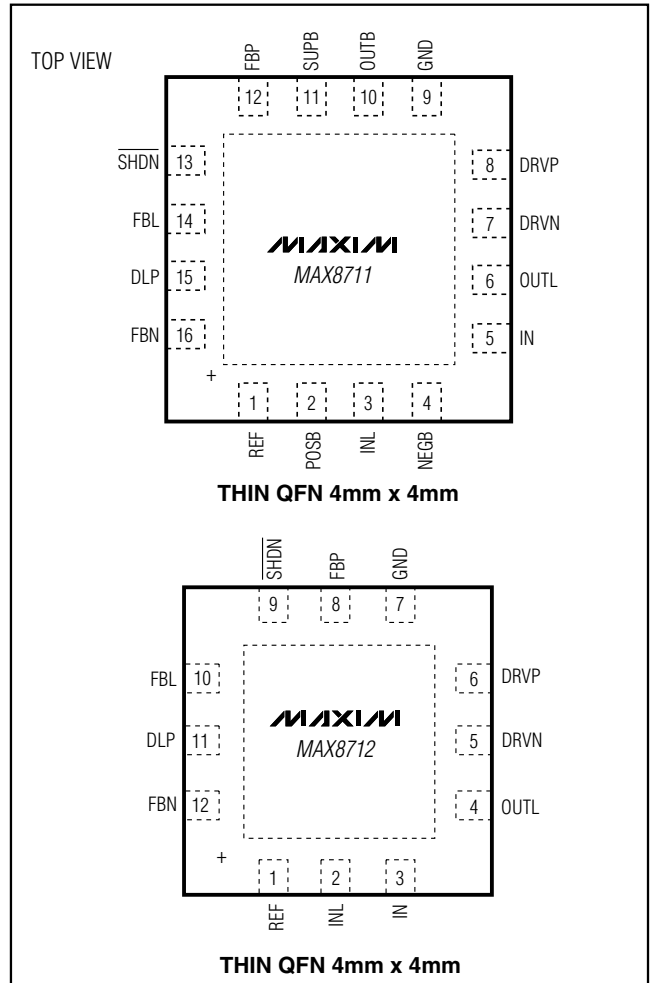 TOP VIEW
FBP
SUPB
OUTB
GND
12
11
10
9
SHDN 13
8 DRVP
FBL 14
7 DRVN
MAXIM
MAX8711
DLP 15
6 OUTL
FBN 16
5 IN
+
1
2
3
4
REF
POSB
INL
NEGB
THIN QFN 4mm x 4mm
SHDN
FBP
GND
9
8
7
FBL 10
6 DRVP
MAXIM
MAX8712
DLP 11
5 DRVN
FBN 12
4 OUTL
+
1
2
3
REF
INL
IN
THIN QFN 4mm x 4mm